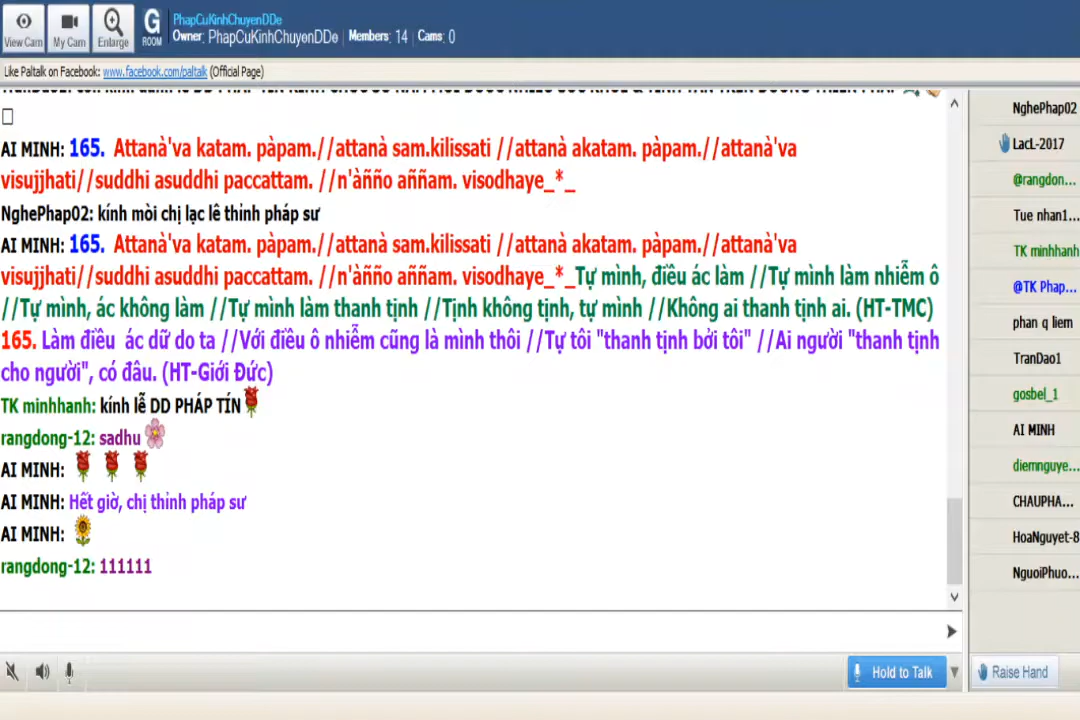 View Cam
My Cam
Enlarge
G
ROOM
PhapCuKinhChuyenDDe
Owner: PhapCuKinhChuyenDDe | Members: 14 | Cams: 0
Like Paltalk on Facebook: www.facebook.com/paltalk (Official Page)
AI MINH: 165. Attanà'va katam. pàpam.//attanà sam.kilissati //attanà akatam. pàpam.//attanà'va
visujjhati//suddhi asuddhi paccattam. //n'àñño aññam. visodhaye_*_
NghePhap02: kính mòi chị lạc lê thỉnh pháp sư
AI MINH: 165. Attanà'va katam. pàpam.//attanà sam.kilissati //attanà akatam. pàpam.//attanà'va
visujjhati//suddhi asuddhi paccattam. //n'àñño aññam. visodhaye_*_Tự mình, điều ác làm //Tự mình làm nhiễm ô
//Tự mình, ác không làm //Tự mình làm thanh tịnh //Tịnh không tịnh, tự mình //Không ai thanh tịnh ai. (HT-TMC)
165. Làm điều ác dữ do ta //Với điều ô nhiễm cũng là mình thôi //Tự tôi "thanh tịnh bởi tôi" //Ai người "thanh tịnh
cho người", có đâu. (HT-Giới Đức)
TK minhhanh: kính lễ DD PHÁP TÍN
rangdong-12: sadhu
AI MINH:
AI MINH: Hết giờ, chị thỉnh pháp sư
AI MINH:
rangdong-12: 111111
Hold to Talk
NghePhap02
LacL-2017
@rangdon...
Tue nhan1...
TK minhhanh
@TK Phap...
phan q liem
TranDao1
gosbel_1
AI MINH
diemnguye...
CHAUPHA...
HoaNguyet-8
NguoiPhuo...
Raise Hand